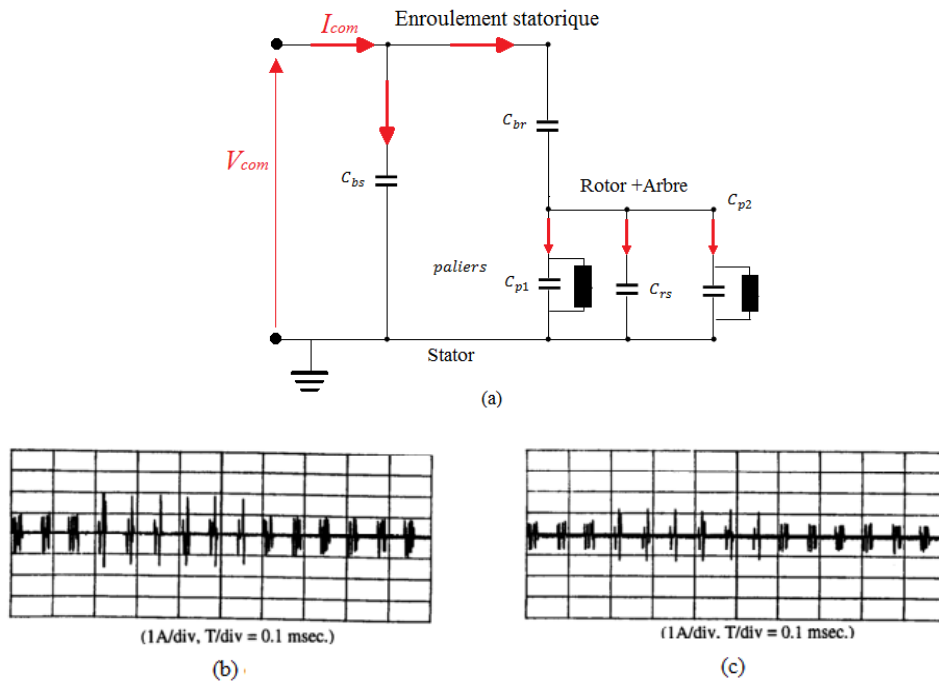 I_com
Enroulement statorique
C_br
V_com
C_bs
Rotor +Arbre
C_p2
paliers
C_p1
C_rs
Stator
(a)
(1A/div, T/div = 0.1 msec.)
(1A/div. T/div = 0.1 msec.)
(b)
(c)